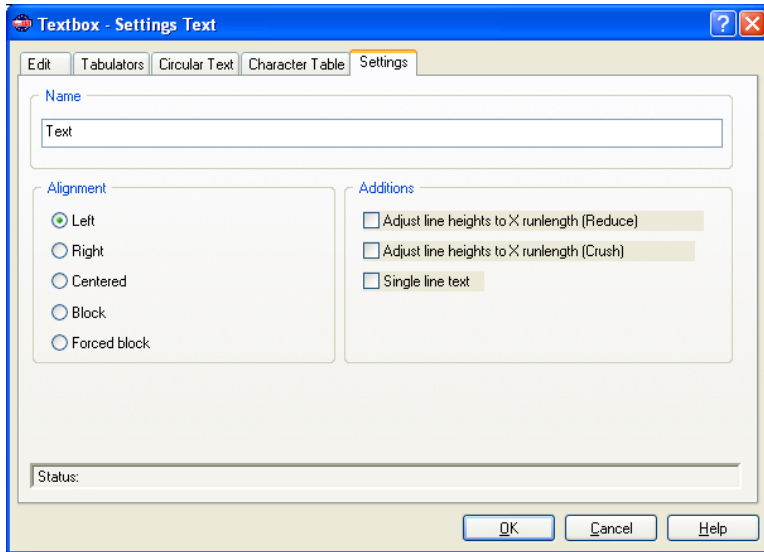 Textbox - Settings Text
Edit Tabulators Circular Text Character Table Settings
Name
Text
Alignment
Left
Right
Centered
Block
Forced block
Additions
Adjust line heights to X runlength (Reduce)
Adjust line heights to X runlength (Crush)
Single line text
Status:
OK Cancel Help